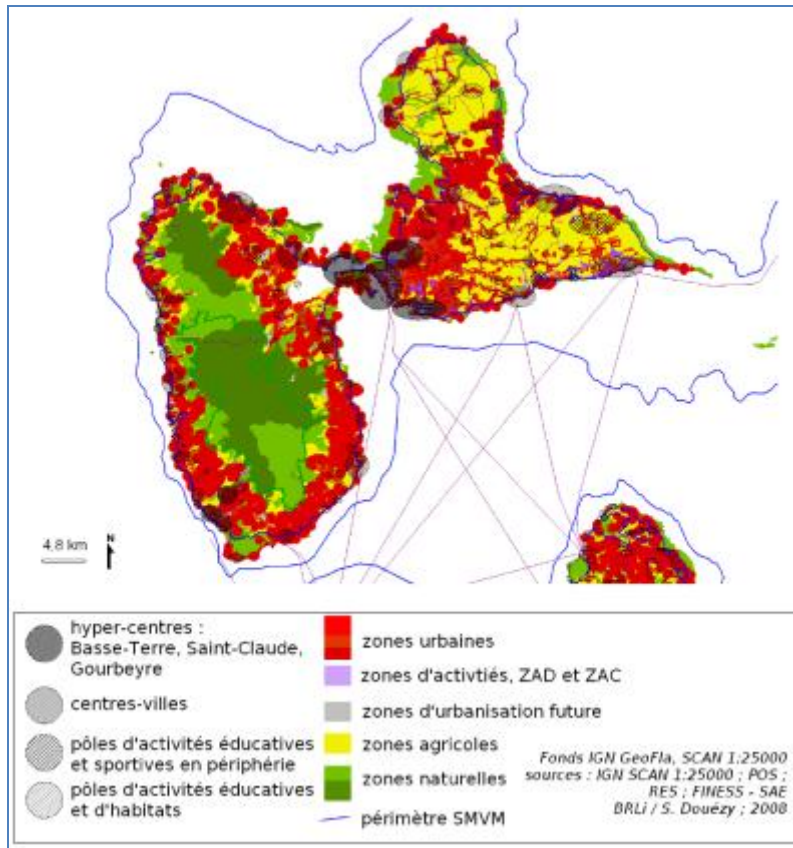 4,8 km
N
hyper-centres :
Basse-Terre, Saint-Claude,
Gourbeyre
centres-villes
pôles d'activités éducatives
et sportives en périphérie
pôles d'activités éducatives
et d'habitats
zones urbaines
zones d'activtiés, ZAD et ZAC
zones d'urbanisation future
zones agricoles
zones naturelles
périmètre SMVM
Fonds IGN GeoFla, SCAN 1:25000
sources : IGN SCAN 1:25000 ; POS ;
RES ; FINESS - SAE
BRLi / S. Douézy ; 2008